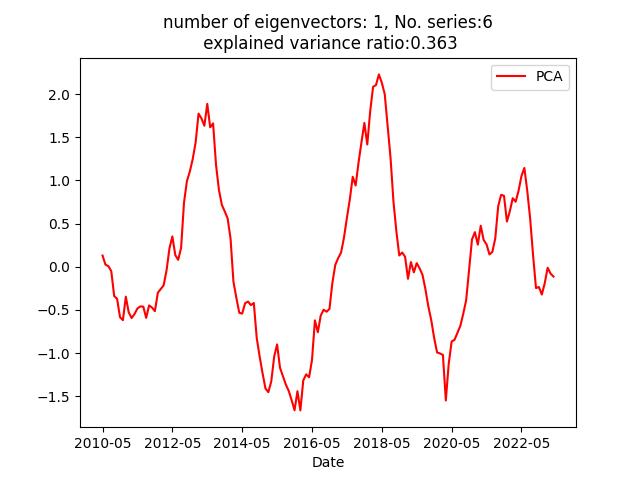 number of eigenvectors: 1, No. series:6
explained variance ratio:0.363
PCA
2.0
1.5
1.0
0.5
0.0
−0.5
−1.0
−1.5
2010-05 2012-05 2014-05 2016-05 2018-05 2020-05 2022-05
Date